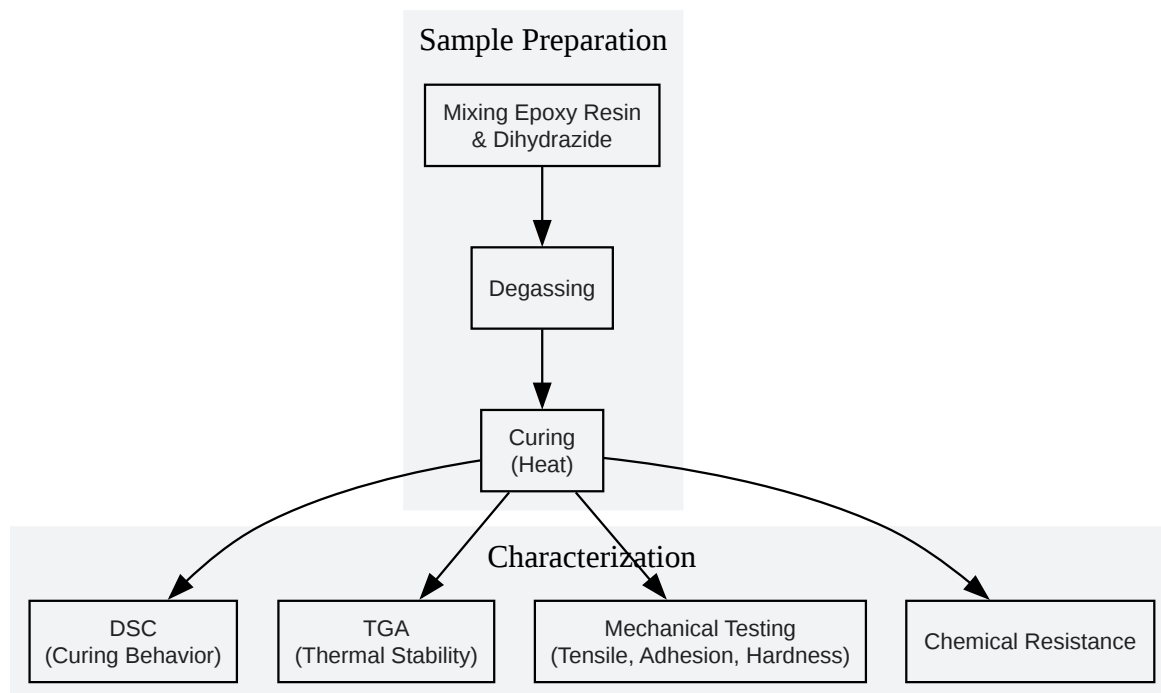 Sample Preparation
Mixing Epoxy Resin
& Dihydrazide
Degassing
Curing
(Heat)
Characterization
DSC
(Curing Behavior)
TGA
(Thermal Stability)
Mechanical Testing
(Tensile, Adhesion, Hardness)
Chemical Resistance